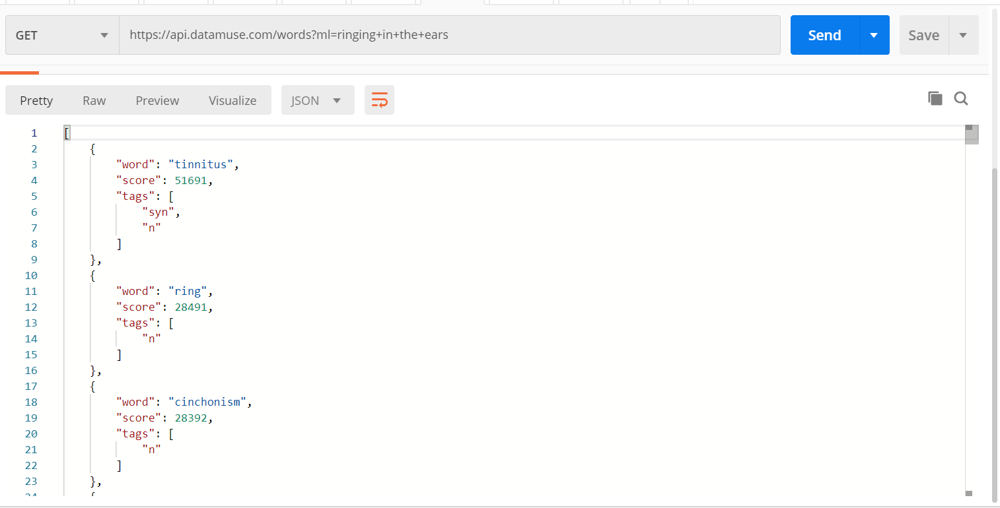 GET https://api.datamuse.com/words?ml=ringing+in+the+ears Send Save
Pretty Raw Preview Visualize JSON
1 [
2 {
3 "word": "tinnitus",
4 "score": 51691,
5 "tags": [
6 "syn",
7 "n"
8 ]
9 },
10 {
11 "word": "ring",
12 "score": 28491,
13 "tags": [
14 "n"
15 ]
16 },
17 {
18 "word": "cinchonism",
19 "score": 28392,
20 "tags": [
21 "n"
22 ]
23 },
24 {